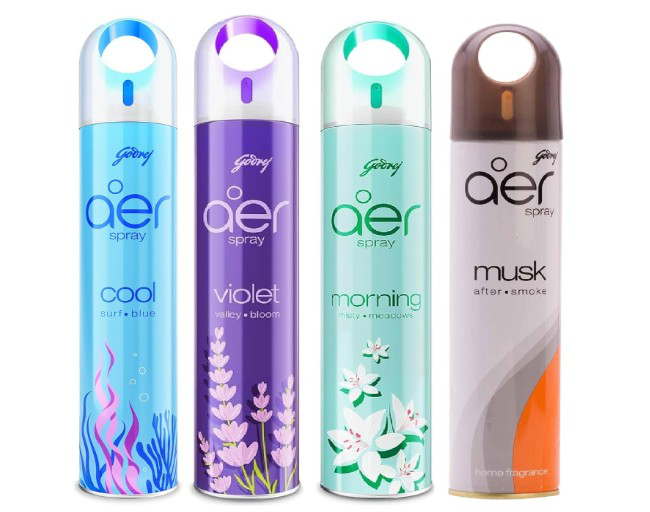 Godrej
aer
spray
cool
surf•blue
Godrej
aer
spray
violet
valley•bloom
Godrej
aer
spray
morning
misty•meadows
Godrej
aer
spray
musk
after•smoke
home fragrance